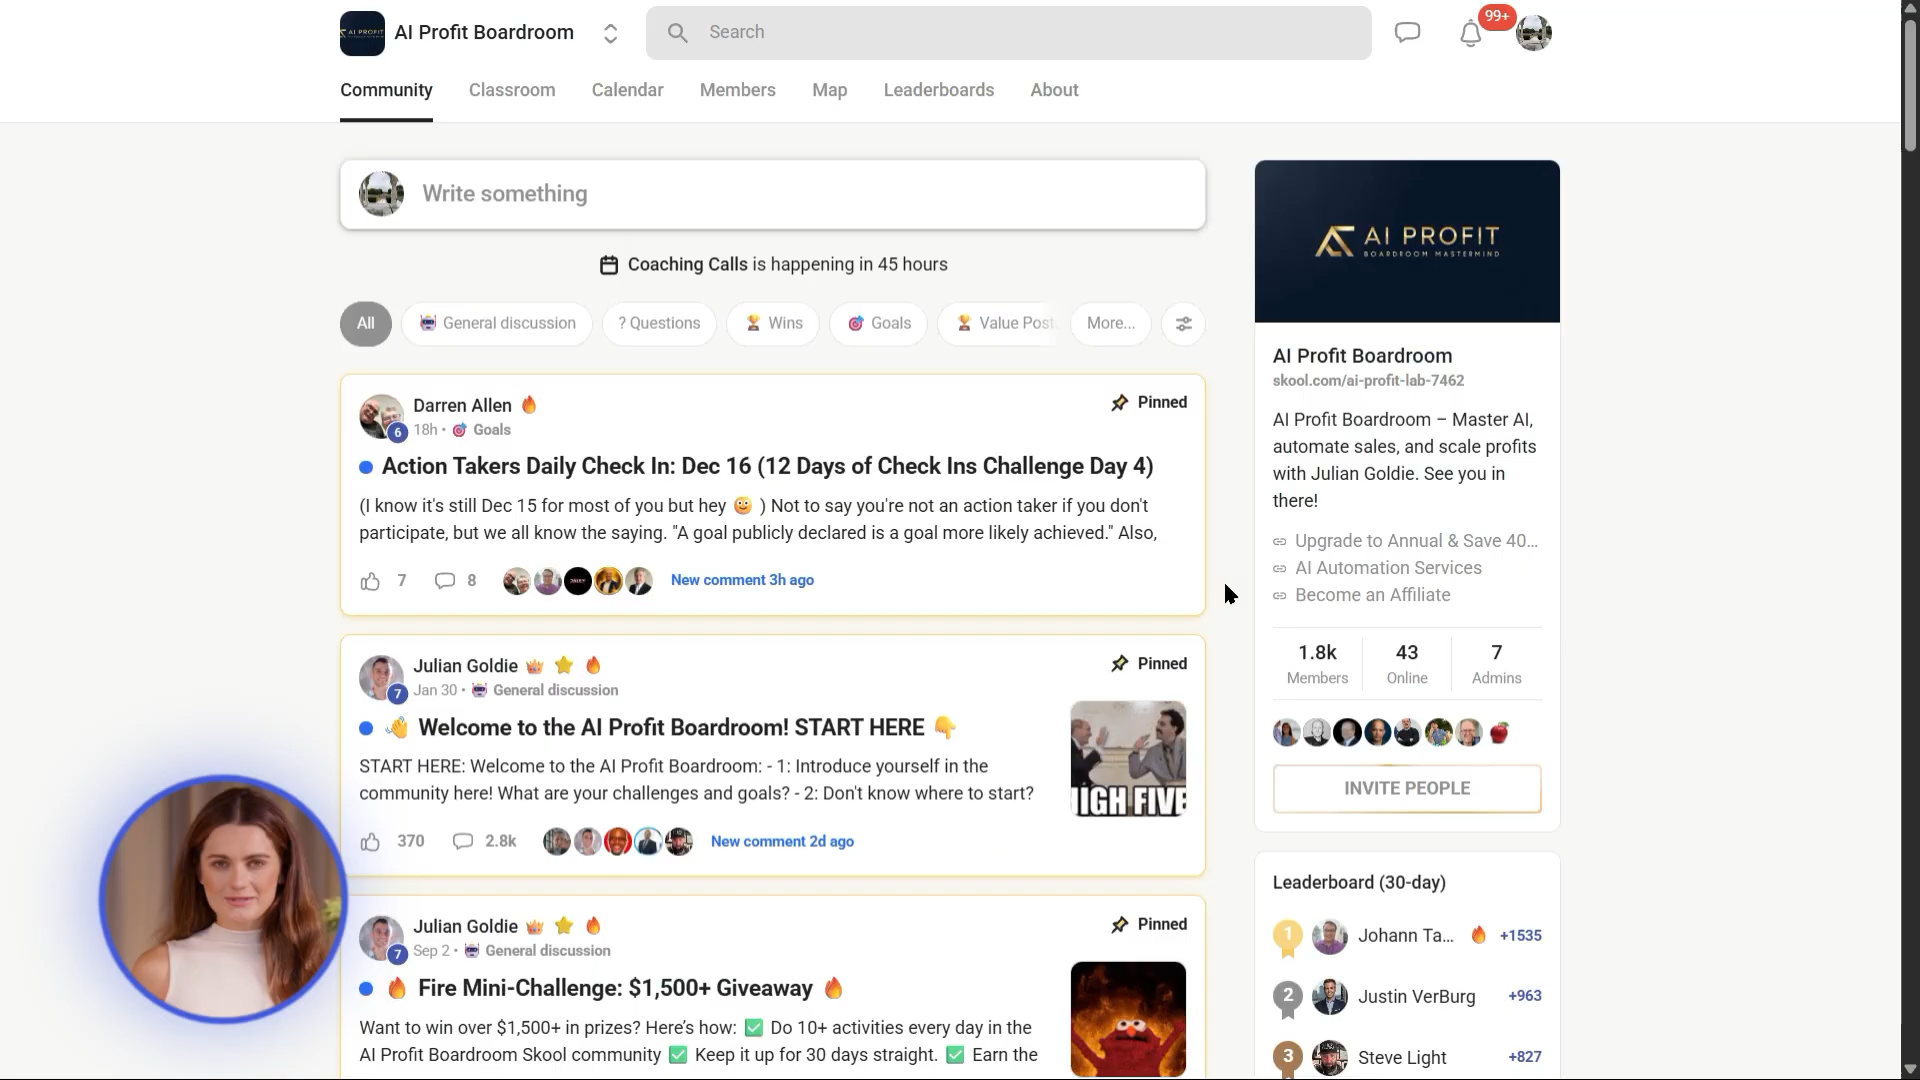 AI PROFIT
AI Profit Boardroom
Search
99+
Community
Classroom
Calendar
Members
Map
Leaderboards
About
Write something
Coaching Calls is happening in 45 hours
All
General discussion
? Questions
Wins
Goals
Value Post
More...
Darren Allen
Pinned
6
18h • Goals
Action Takers Daily Check In: Dec 16 (12 Days of Check Ins Challenge Day 4)
(I know it's still Dec 15 for most of you but hey ) Not to say you're not an action taker if you don't
participate, but we all know the saying. "A goal publicly declared is a goal more likely achieved." Also,
7
8
New comment 3h ago
Julian Goldie
Pinned
7
Jan 30 • General discussion
👋 Welcome to the AI Profit Boardroom! START HERE 👇
START HERE: Welcome to the AI Profit Boardroom: - 1: Introduce yourself in the
community here! What are your challenges and goals? - 2: Don't know where to start?
HIGH FIVE
370
2.8k
New comment 2d ago
Julian Goldie
Pinned
7
Sep 2 • General discussion
🔥 Fire Mini-Challenge: $1,500+ Giveaway 🔥
Want to win over $1,500+ in prizes? Here’s how: ✅ Do 10+ activities every day in the
AI Profit Boardroom Skool community ✅ Keep it up for 30 days straight. ✅ Earn the
AI PROFIT
BOARDROOM MASTERMIND
AI Profit Boardroom
skool.com/ai-profit-lab-7462
AI Profit Boardroom – Master AI,
automate sales, and scale profits
with Julian Goldie. See you in
there!
Upgrade to Annual & Save 40...
AI Automation Services
Become an Affiliate
1.8k
Members
43
Online
7
Admins
INVITE PEOPLE
Leaderboard (30-day)
1
Johann Ta...
+1535
2
Justin VerBurg
+963
3
Steve Light
+827